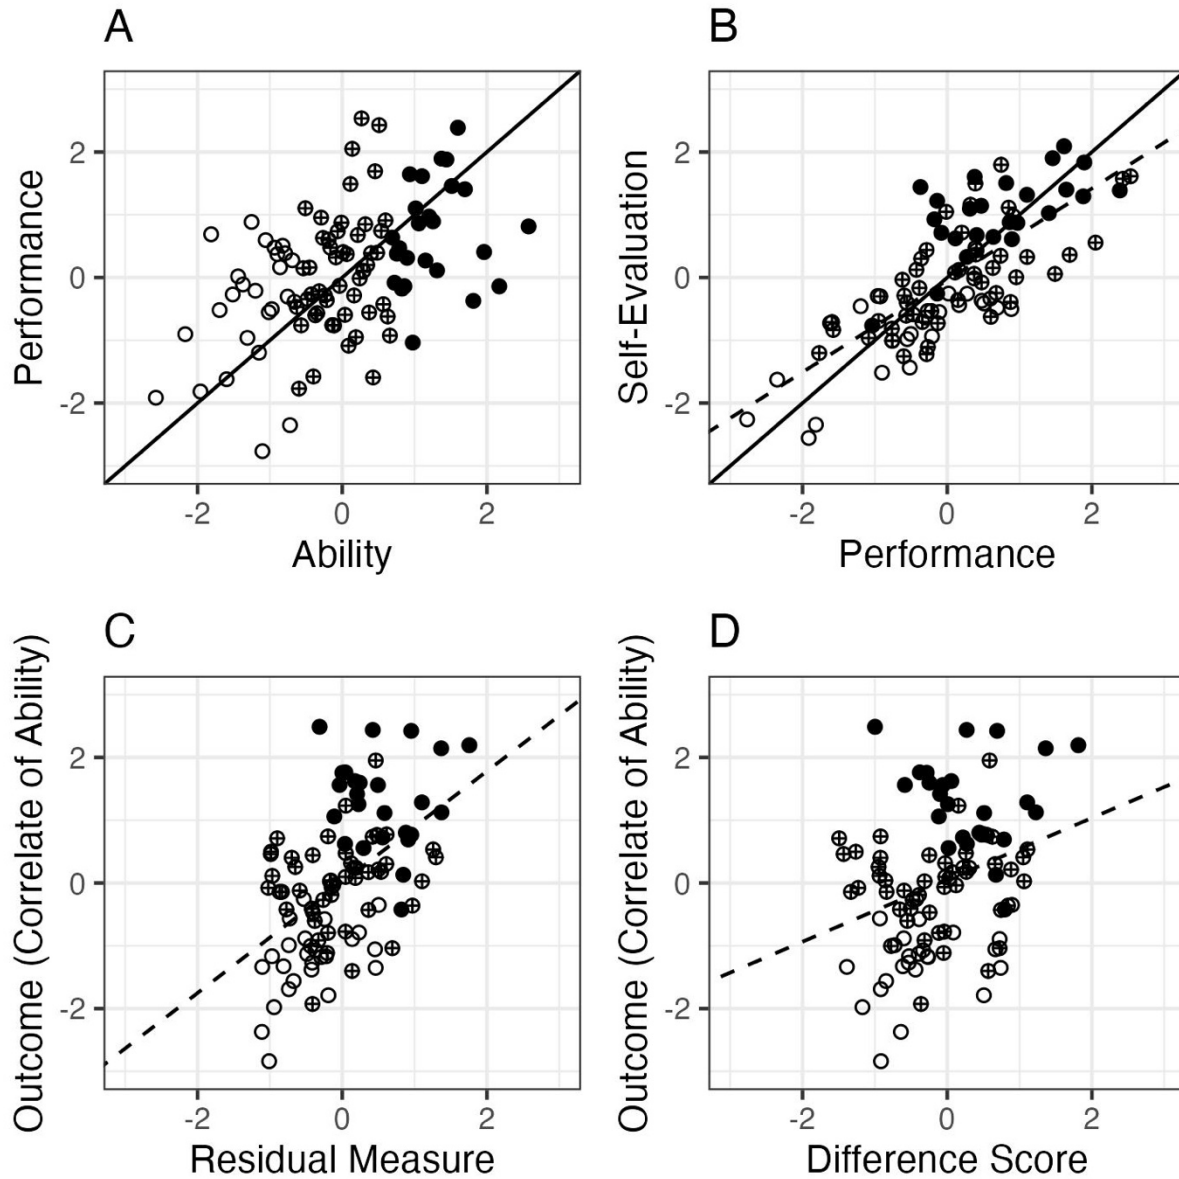 A
B
Performance
2
0
-2
-2
0
2
Ability
Self-Evaluation
2
0
-2
-2
0
2
Performance
C
D
Outcome (Correlate of Ability)
2
0
-2
-2
0
2
Residual Measure
Outcome (Correlate of Ability)
2
0
-2
-2
0
2
Difference Score